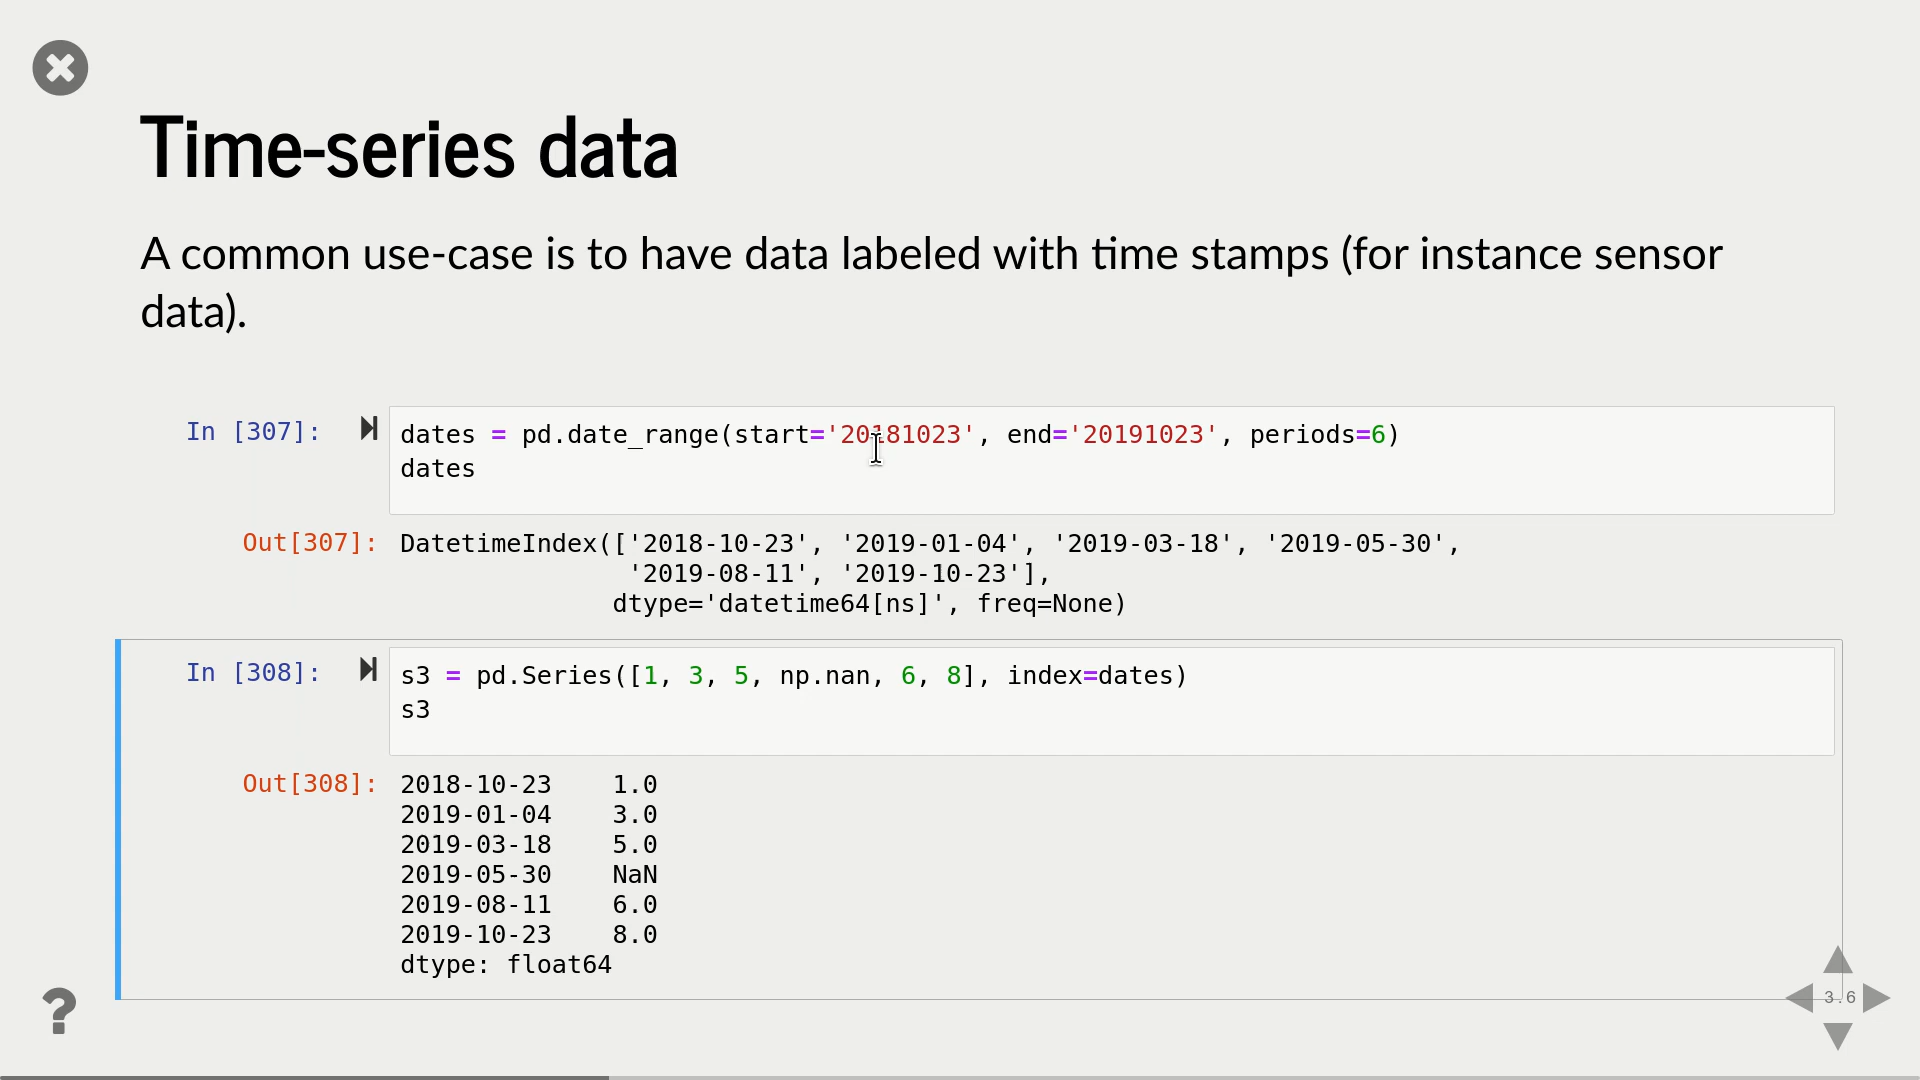 Time-series data
A common use-case is to have data labeled with time stamps (for instance sensor
data).
In [307]: dates = pd.date_range(start='20181023', end='20191023', periods=6)
dates
Out[307]: DatetimeIndex(['2018-10-23', '2019-01-04', '2019-03-18', '2019-05-30',
'2019-08-11', '2019-10-23'],
dtype='datetime64[ns]', freq=None)
In [308]: s3 = pd.Series([1, 3, 5, np.nan, 6, 8], index=dates)
s3
Out[308]: 2018-10-23    1.0
2019-01-04    3.0
2019-03-18    5.0
2019-05-30    NaN
2019-08-11    6.0
2019-10-23    8.0
dtype: float64
3.6